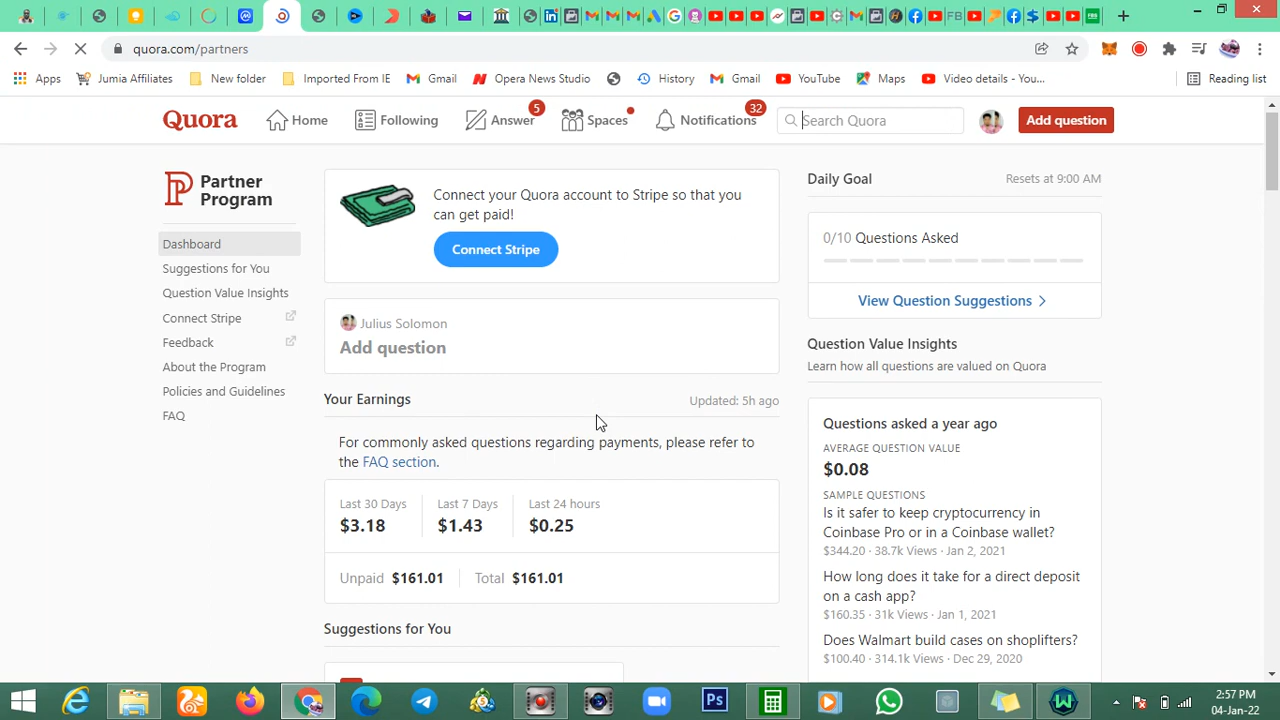 FB
FBS
quora.com/partners
Apps
Jumia Affiliates
New folder
Imported From IE
Gmail
Opera News Studio
History
Gmail
YouTube
Maps
Video details - You...
Reading list
Quora
Home
Following
Answer
5
Spaces
Notifications
32
Search Quora
Add question
Partner
Program
Dashboard
Suggestions for You
Question Value Insights
Connect Stripe
Feedback
About the Program
Policies and Guidelines
FAQ
Connect your Quora account to Stripe so that you
can get paid!
Connect Stripe
Julius Solomon
Add question
Your Earnings
Updated: 5h ago
For commonly asked questions regarding payments, please refer to
the FAQ section.
Last 30 Days
$3.18
Last 7 Days
$1.43
Last 24 hours
$0.25
Unpaid $161.01
Total $161.01
Suggestions for You
Daily Goal
Resets at 9:00 AM
0/10 Questions Asked
View Question Suggestions
Question Value Insights
Learn how all questions are valued on Quora
Questions asked a year ago
AVERAGE QUESTION VALUE
$0.08
SAMPLE QUESTIONS
Is it safer to keep cryptocurrency in
Coinbase Pro or in a Coinbase wallet?
$344.20 · 38.7k Views · Jan 2, 2021
How long does it take for a direct deposit
on a cash app?
$160.35 · 31k Views · Jan 1, 2021
Does Walmart build cases on shoplifters?
$100.40 · 314.1k Views · Dec 29, 2020
Ps
2:57 PM
04-Jan-22